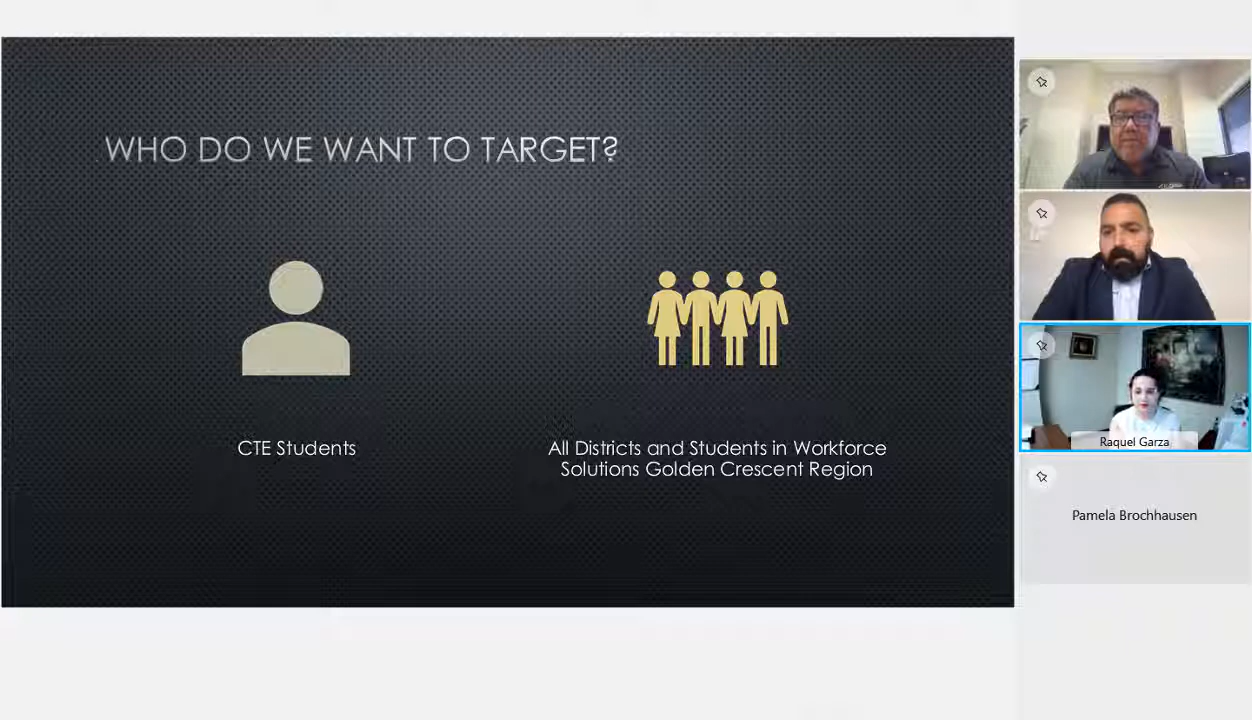 WHO DO WE WANT TO TARGET?
CTE Students
All Districts and Students in Workforce
Solutions Golden Crescent Region
Raquel Garza
Pamela Brochhausen